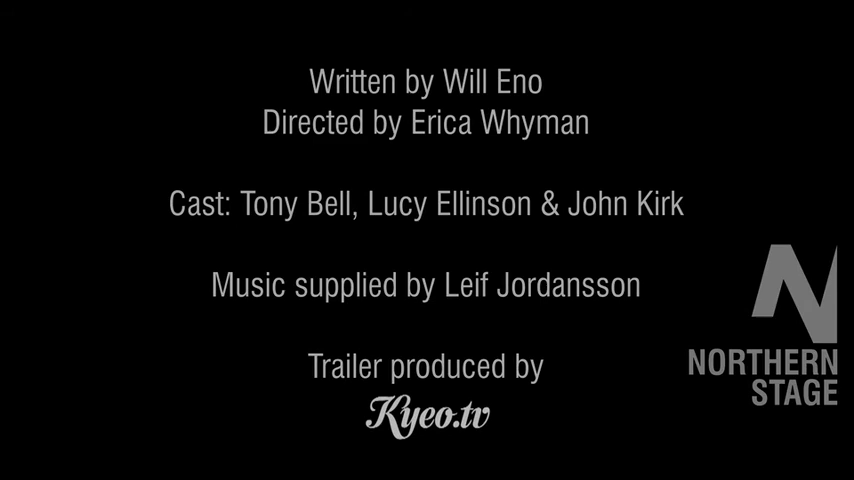 Written by Will Eno
Directed by Erica Whyman
Cast: Tony Bell, Lucy Ellinson & John Kirk
Music supplied by Leif Jordansson
Trailer produced by
Kyeo.tv
NORTHERN
STAGE